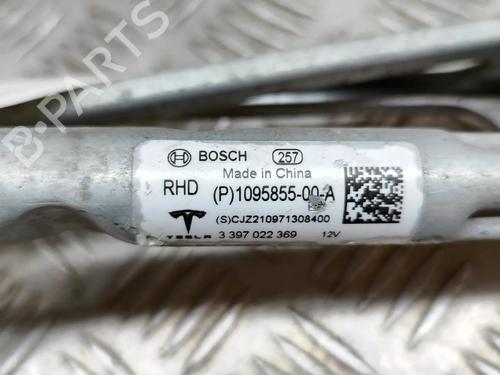 B-PARTS
BOSCH 257
Made in China
RHD (P)1095855-00-A
(S)CJZ210971308400
TESLA 3 397 022 369 12V